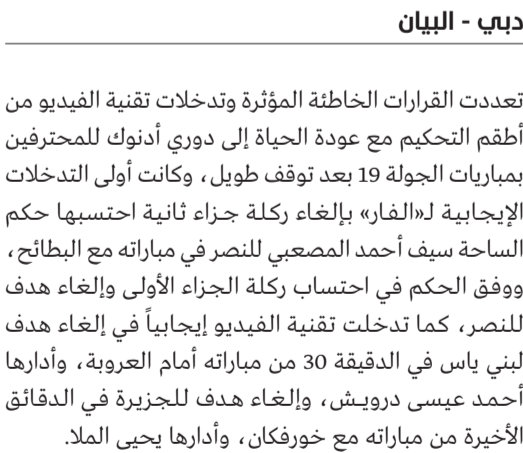 دبي - البيان
تعددت القرارات الخاطئة المؤثرة وتدخلات تقنية الفيديو من
أطقم التحكيم مع عودة الحياة إلى دوري أدنوك للمحترفين
بمباريات الجولة 19 بعد توقف طويل، وكانت أولى التدخلات
الإيجابية لـ«الفار» بإلغاء ركلة جزاء ثانية احتسبها حكم
الساحة سيف أحمد المصعبي للنصر في مباراته مع البطائح،
ووفق الحكم في احتساب ركلة الجزاء الأولى وإلغاء هدف
للنصر، كما تدخلت تقنية الفيديو إيجابياً في إلغاء هدف
لبني ياس في الدقيقة 30 من مباراته أمام العروبة، وأدارها
أحمد عيسى درويش، وإلغاء هدف للجزيرة في الدقائق
الأخيرة من مباراته مع خورفكان، وأدارها يحيى الملا.